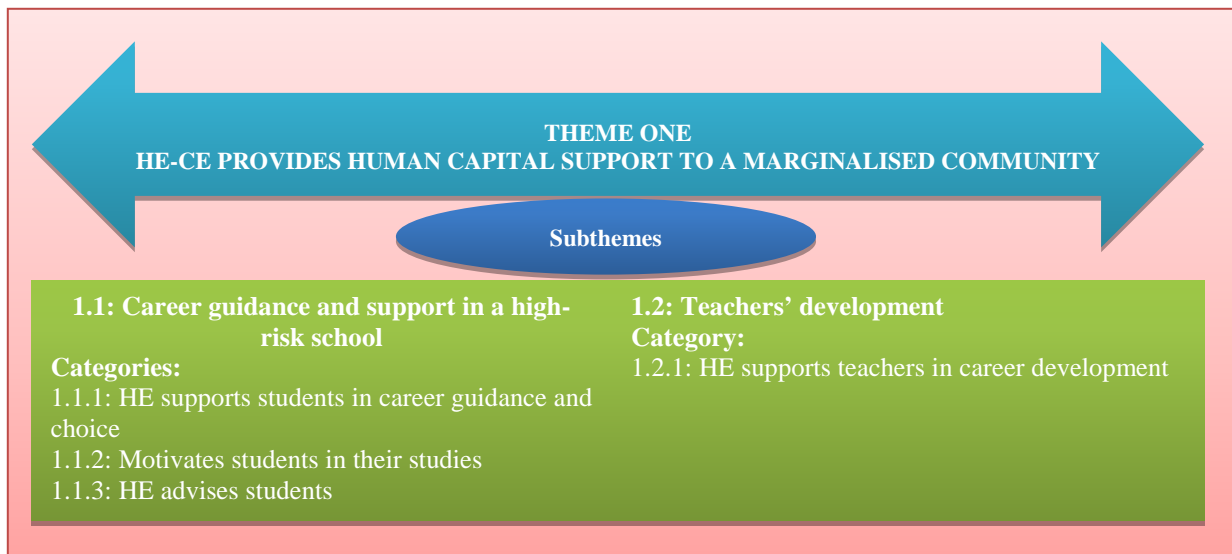 THEME ONE
HE-CE PROVIDES HUMAN CAPITAL SUPPORT TO A MARGINALISED COMMUNITY
Subthemes
1.1: Career guidance and support in a high-
risk school
Categories:
1.1.1: HE supports students in career guidance and
choice
1.1.2: Motivates students in their studies
1.1.3: HE advises students
1.2: Teachers’ development
Category:
1.2.1: HE supports teachers in career development